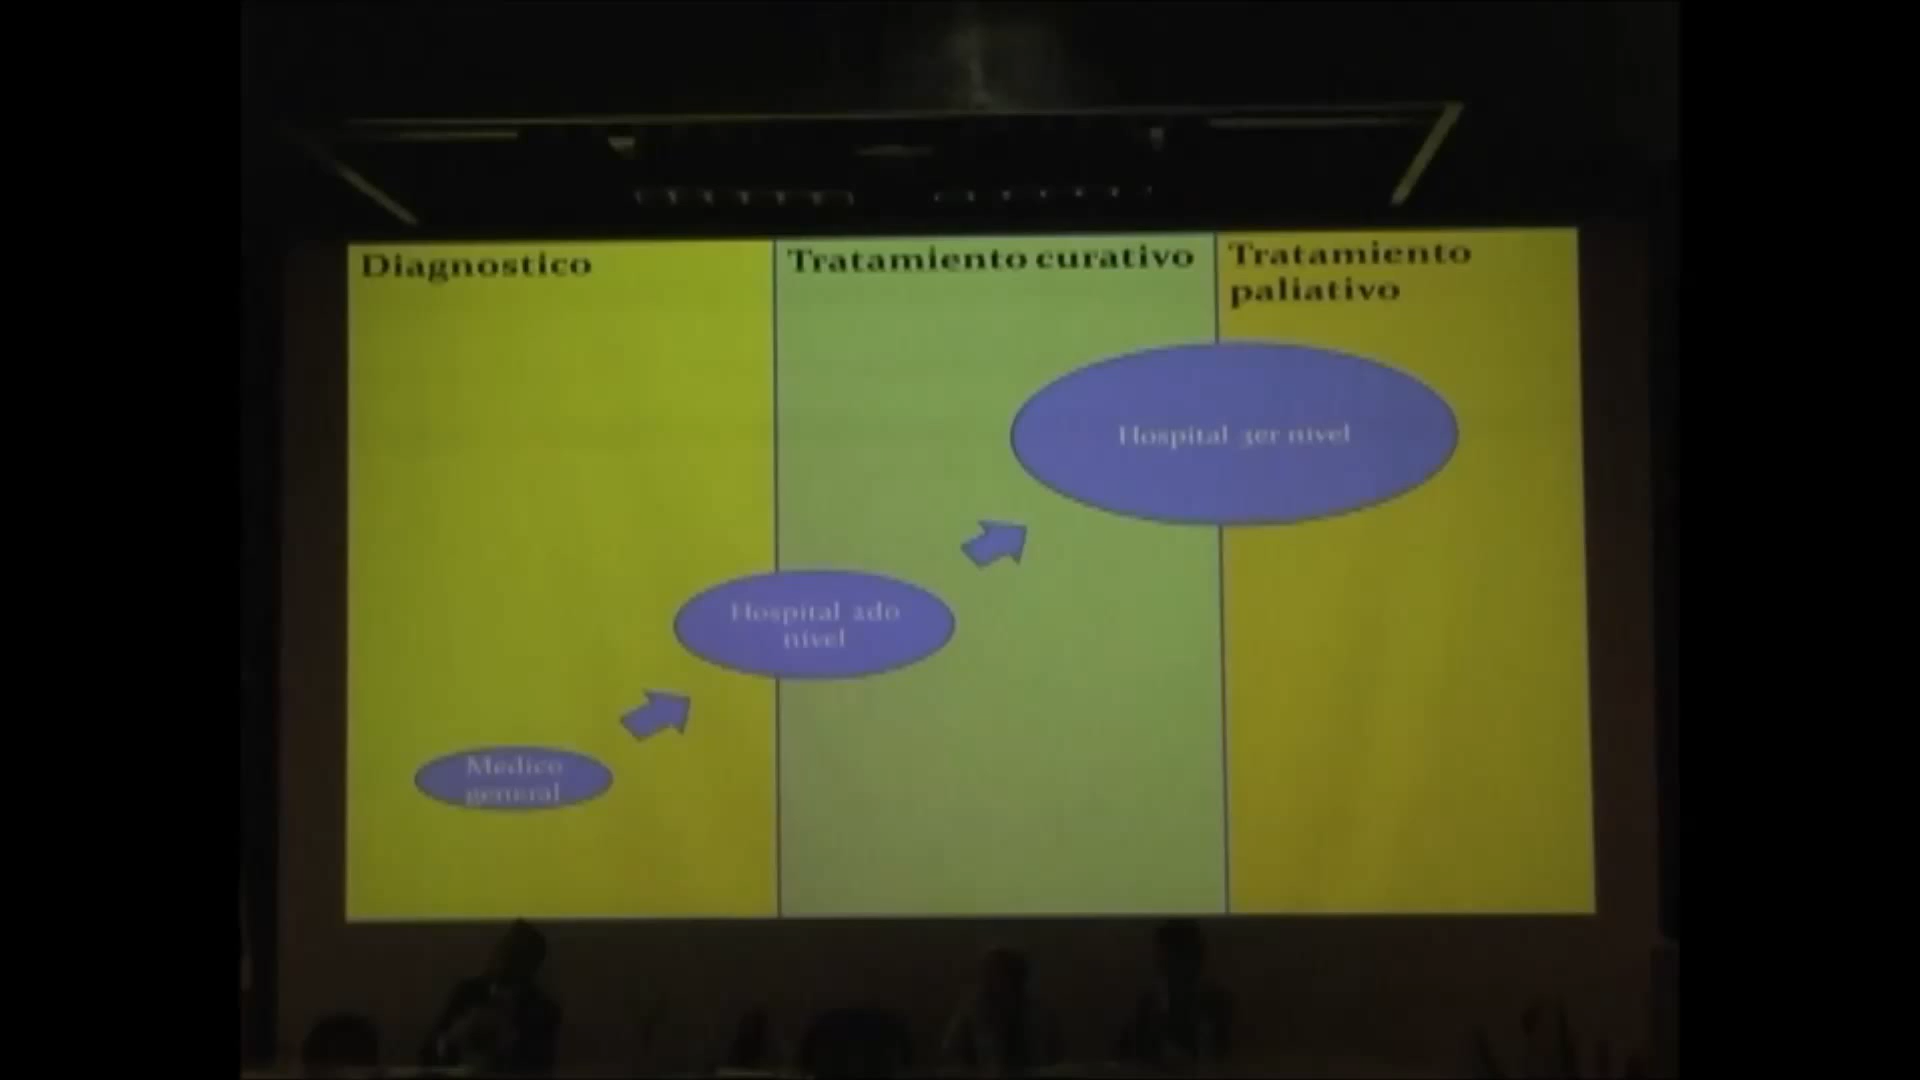 Diagnostico
Tratamiento curativo
Tratamiento
paliativo
Hospital 3er nivel
Hospital 2do
nivel
Medico
general